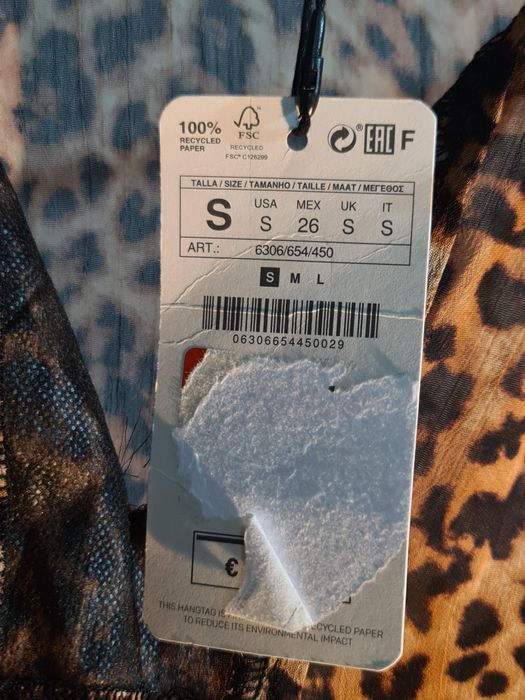 100%
RECYCLED
PAPER
FSC
RECYCLED
FSC® C126299
EAC F
TALLA / SIZE / TAMANHO / TAILLE / MAAT / ΜΕΓΕΘΟΣ
S USA MEX UK IT
S 26 S S
ART.: 6306/654/450
S M L
06306654450029
€
THIS HANGTAG IS RECYCLED PAPER
TO REDUCE ITS ENVIRONMENTAL IMPACT